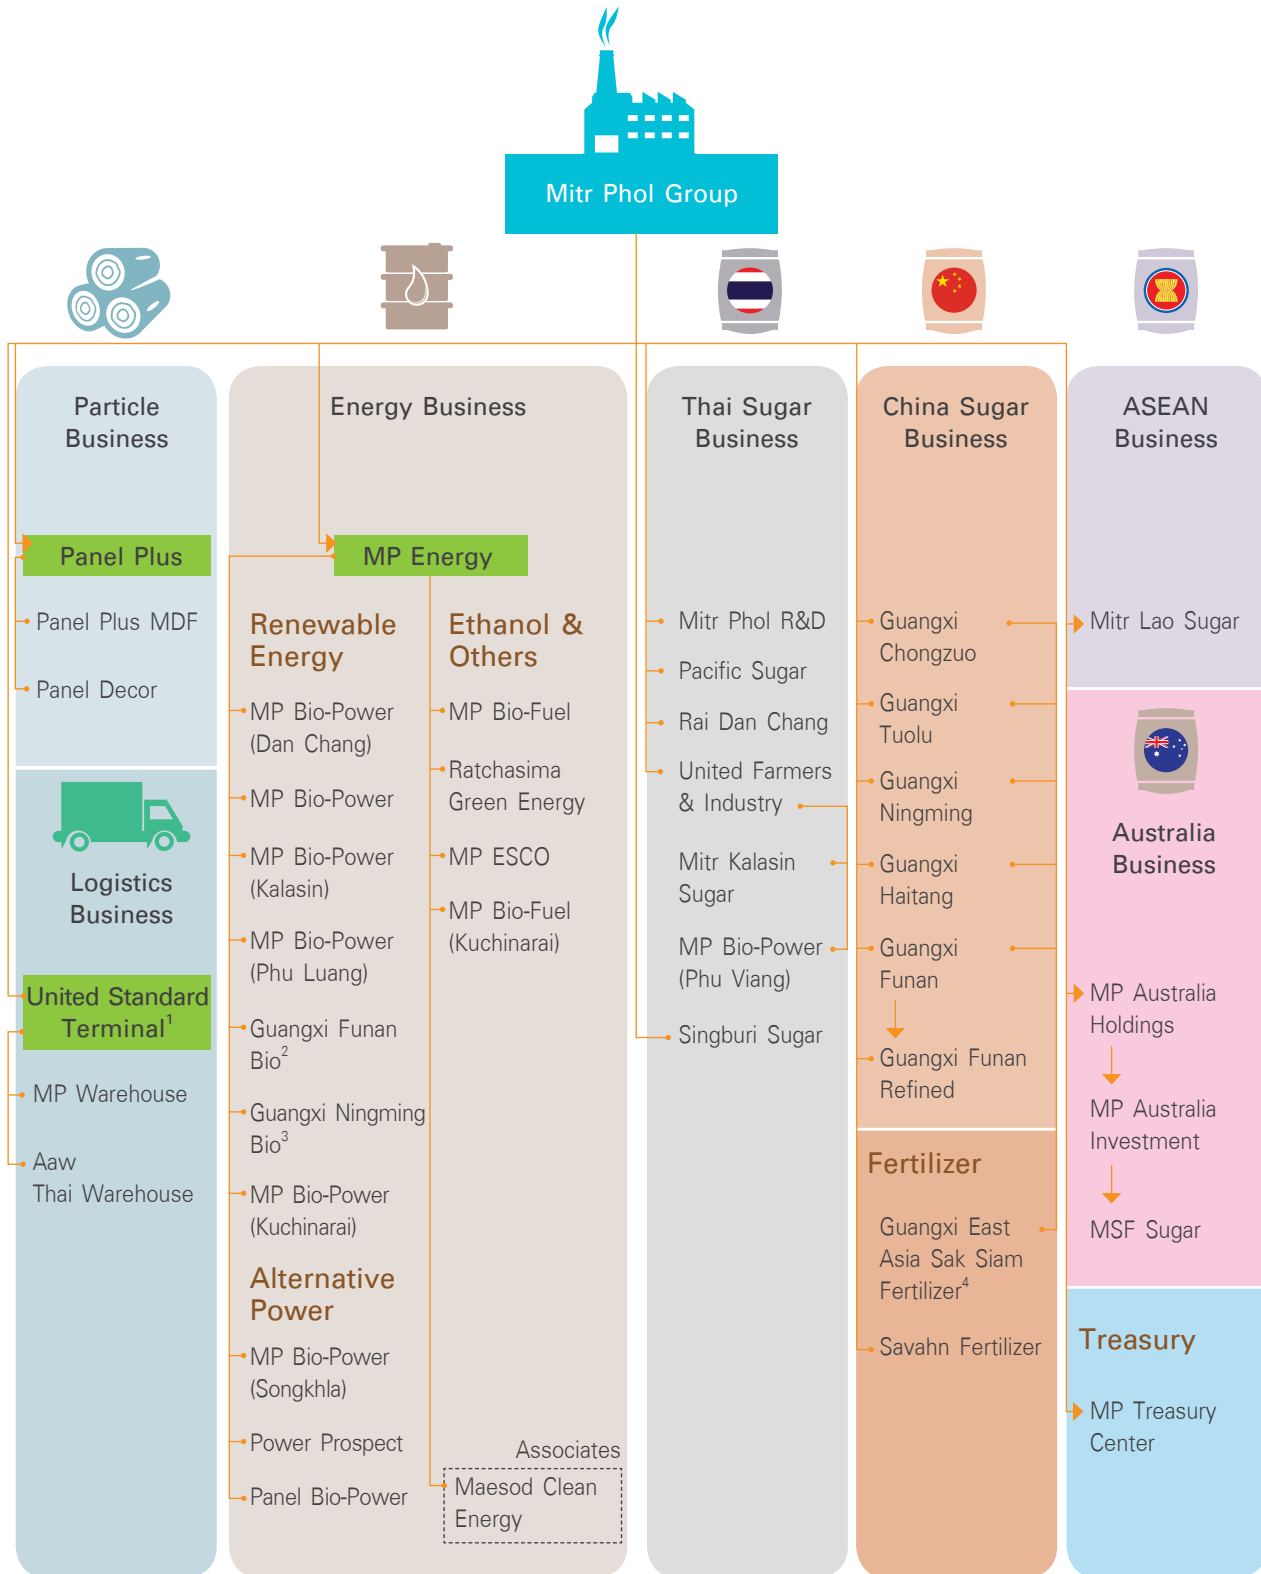 Mitr Phol Group
Particle
Business
Panel Plus
Panel Plus MDF
Panel Decor
Logistics
Business
United Standard
Terminal1
MP Warehouse
Aaw
Thai Warehouse
Energy Business
MP Energy
Renewable
Energy
MP Bio-Power
(Dan Chang)
MP Bio-Power
MP Bio-Power
(Kalasin)
MP Bio-Power
(Phu Luang)
Guangxi Funan
Bio2
Guangxi Ningming
Bio3
MP Bio-Power
(Kuchinarai)
Alternative
Power
MP Bio-Power
(Songkhla)
Power Prospect
Panel Bio-Power
Ethanol &
Others
MP Bio-Fuel
Ratchasima
Green Energy
MP ESCO
MP Bio-Fuel
(Kuchinarai)
Associates
Maesod Clean
Energy
Thai Sugar
Business
Mitr Phol R&D
Pacific Sugar
Rai Dan Chang
United Farmers
& Industry
Mitr Kalasin
Sugar
MP Bio-Power
(Phu Viang)
Singburi Sugar
China Sugar
Business
Guangxi
Chongzuo
Guangxi
Tuolu
Guangxi
Ningming
Guangxi
Haitang
Guangxi
Funan
Guangxi Funan
Refined
Fertilizer
Guangxi East
Asia Sak Siam
Fertilizer4
Savahn Fertilizer
ASEAN
Business
Mitr Lao Sugar
Australia
Business
MP Australia
Holdings
MP Australia
Investment
MSF Sugar
Treasury
MP Treasury
Center